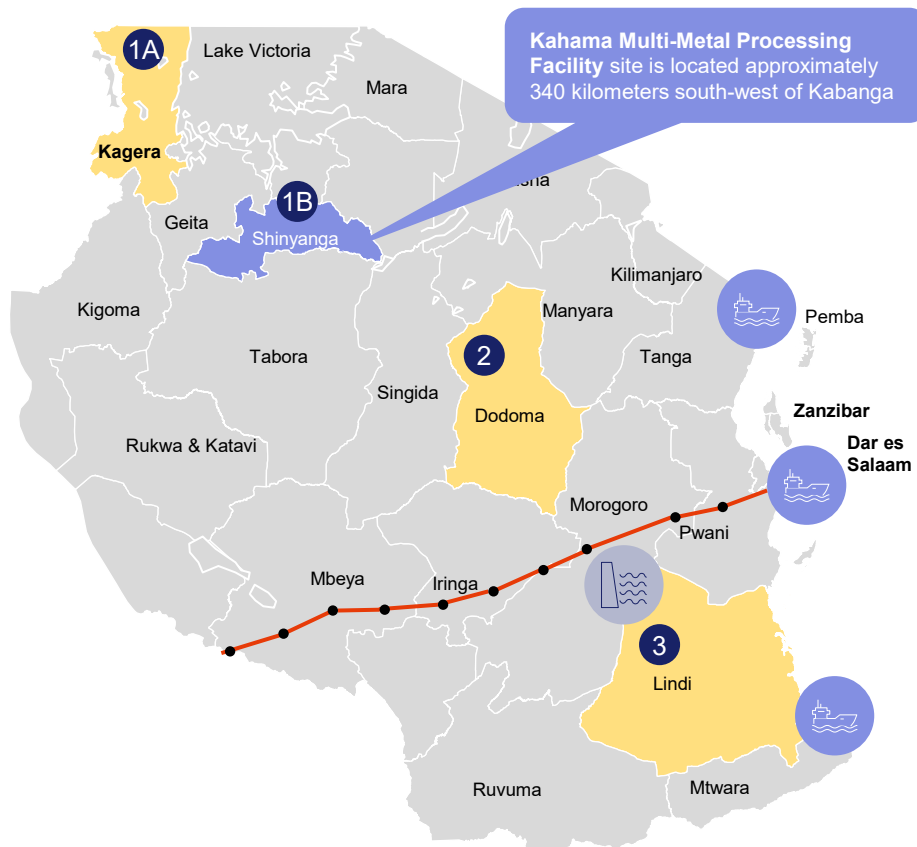 1A
Lake Victoria
Kahama Multi-Metal Processing
Facility site is located approximately
340 kilometers south-west of Kabanga
Mara
Kagera
1B
Geita
Shinyanga
Kilimanjaro
Kigoma
Manyara
Pemba
2
Tabora
Tanga
Singida
Zanzibar
Dodoma
Rukwa & Katavi
Dar es
Salaam
Morogoro
Pwani
Mbeya
Iringa
3
Lindi
Ruvuma
Mtwara